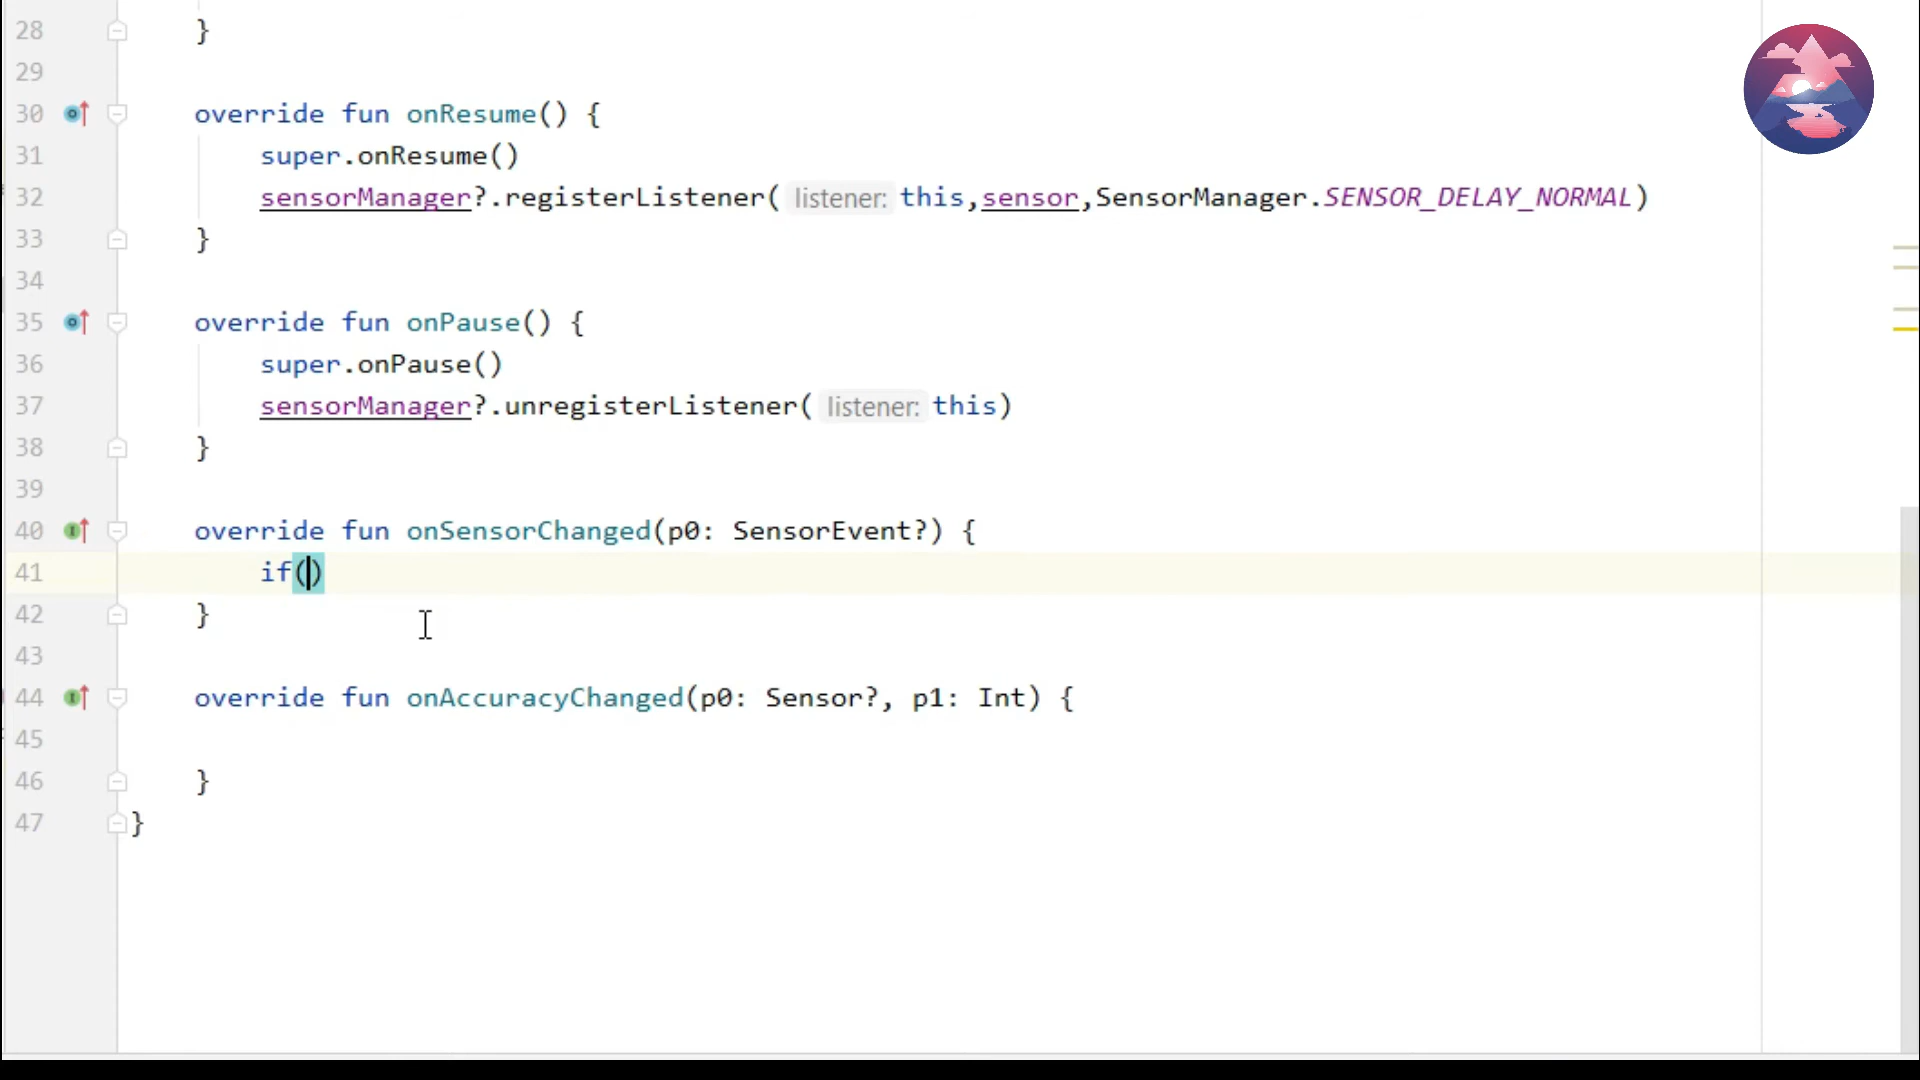 28 }
29
30 override fun onResume() {
31 super.onResume()
32 sensorManager?.registerListener( listener: this,sensor,SensorManager.SENSOR_DELAY_NORMAL)
33 }
34
35 override fun onPause() {
36 super.onPause()
37 sensorManager?.unregisterListener( listener: this)
38 }
39
40 override fun onSensorChanged(p0: SensorEvent?) {
41 if()
42 }
43
44 override fun onAccuracyChanged(p0: Sensor?, p1: Int) {
45
46 }
47 }